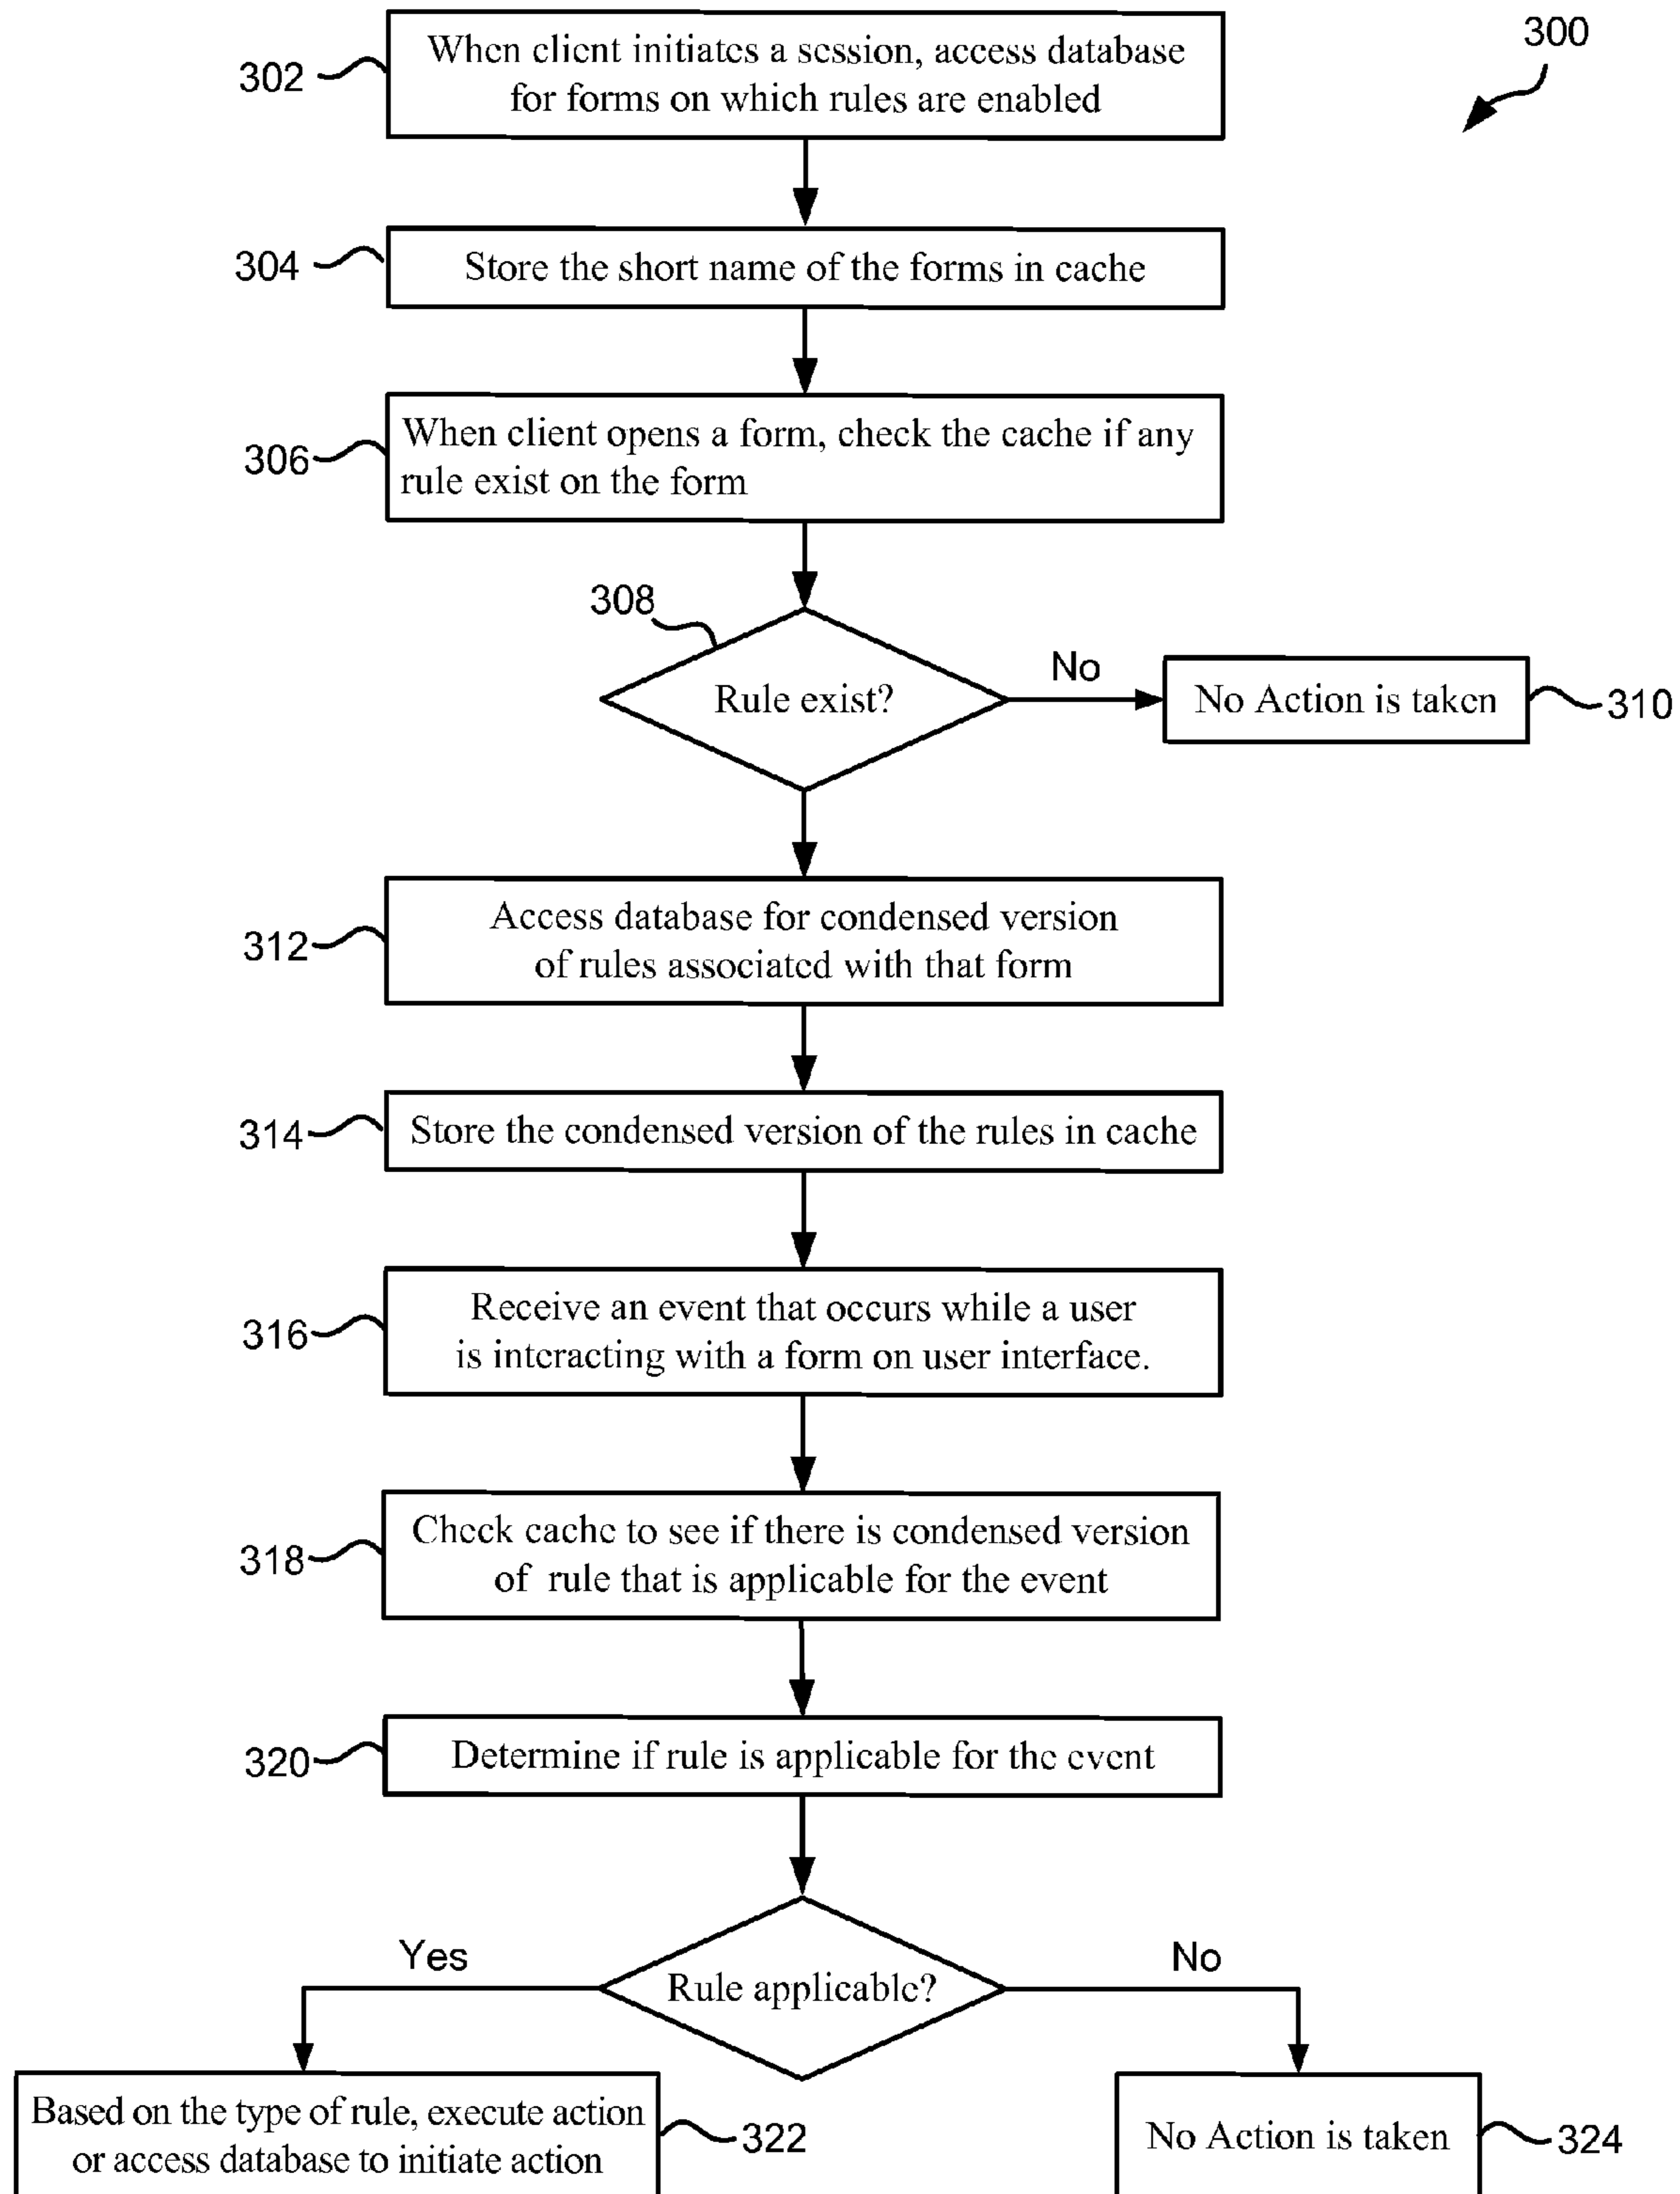 300
302
When client initiates a session, access database
for forms on which rules are enabled
304
Store the short name of the forms in cache
306
When client opens a form, check the cache if any
rule exist on the form
308
Rule exist?
No
No Action is taken
310
312
Access database for condensed version
of rules associated with that form
314
Store the condensed version of the rules in cache
316
Receive an event that occurs while a user
is interacting with a form on user interface.
318
Check cache to see if there is condensed version
of rule that is applicable for the event
320
Determine if rule is applicable for the event
Rule applicable?
Yes
No
Based on the type of rule, execute action
or access database to initiate action
322
No Action is taken
324